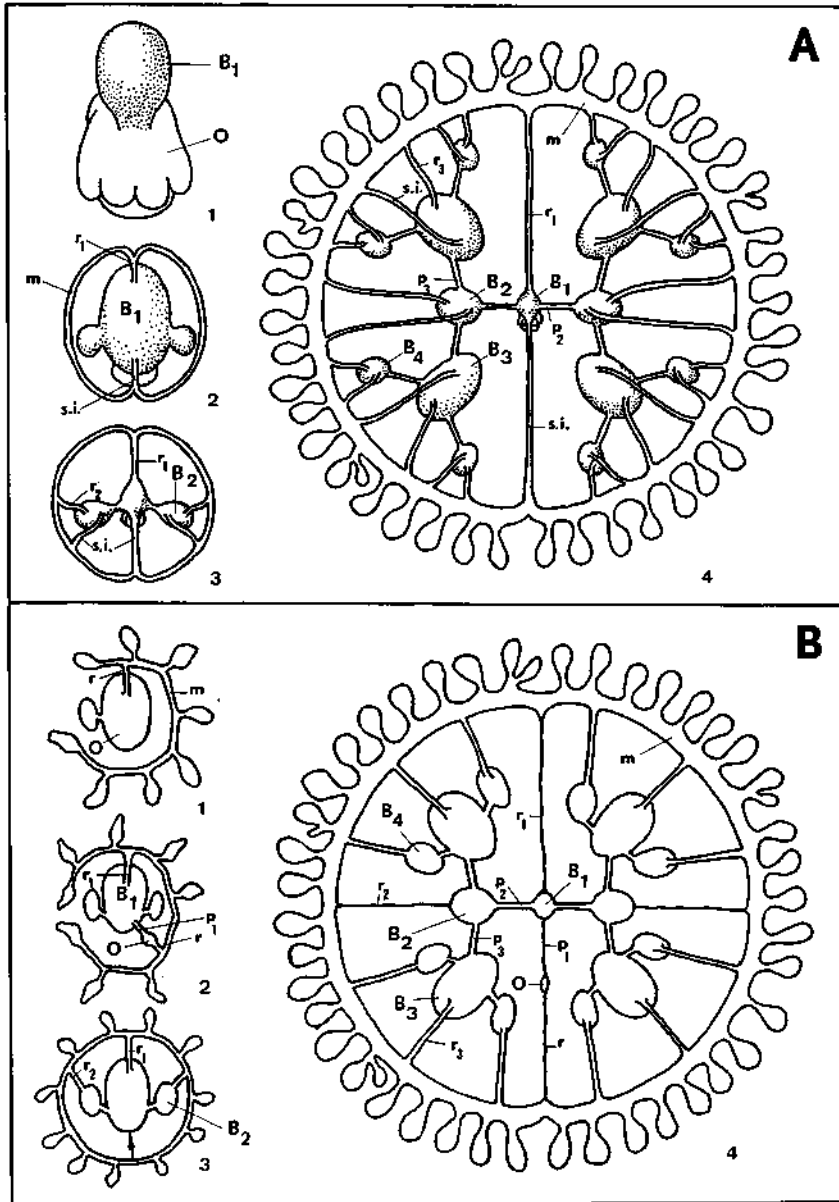 A
B₁
O
1
r₁
m
B₁
s.i.
2
r₁
r₂
B₂
s.i.
3
m
r₃
s.i.
r₁
p₃
B₂
B₁
p₂
B₄
B₃
s.i.
4
B
r
m
O
1
r₁
B₁
p₁
O
r
2
r₁
r₂
B₂
3
m
B₄
r₁
r₂
p₂
B₁
B₂
p₃
p₁
O
B₃
r₃
r
4